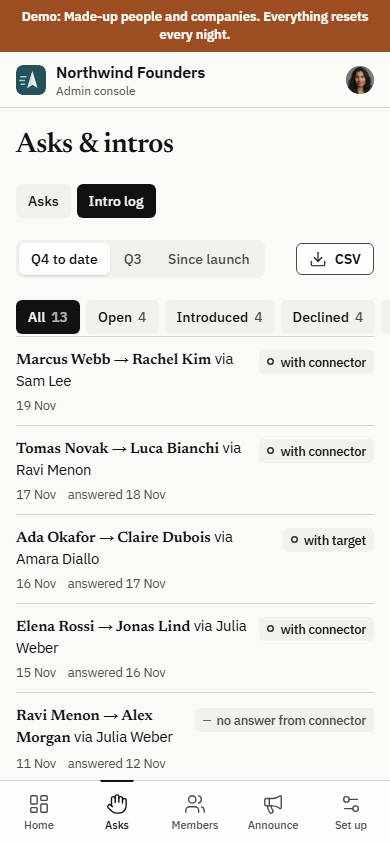 Demo: Made-up people and companies. Everything resets
every night.
Northwind Founders
Admin console
Asks & intros
Asks
Intro log
Q4 to date
Q3
Since launch
CSV
All 13
Open 4
Introduced 4
Declined 4
Marcus Webb → Rachel Kim via
Sam Lee
with connector
19 Nov
Tomas Novak → Luca Bianchi via
Ravi Menon
with connector
17 Nov answered 18 Nov
Ada Okafor → Claire Dubois via
Amara Diallo
with target
16 Nov answered 17 Nov
Elena Rossi → Jonas Lind via Julia
Weber
with connector
15 Nov answered 16 Nov
Ravi Menon → Alex
Morgan via Julia Weber
– no answer from connector
11 Nov answered 12 Nov
Home
Asks
Members
Announce
Set up